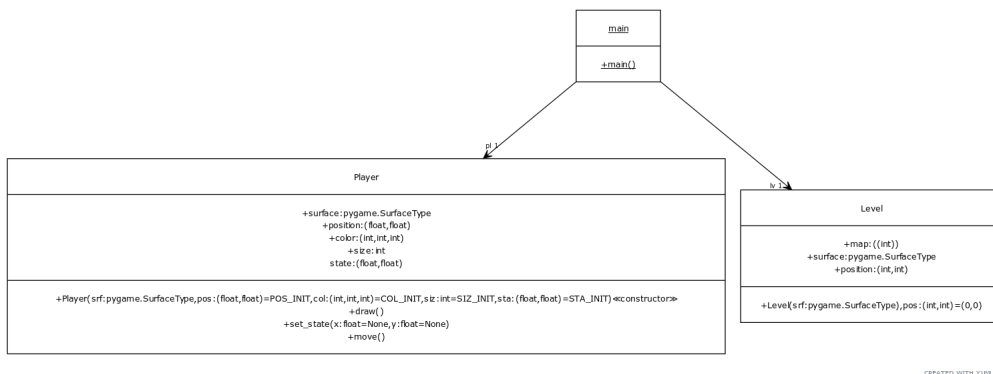 main
+main()
pl 1
lv 1
Player
+surface:pygame.SurfaceType
+position:(float,float)
+color:(int,int,int)
+size:int
state:(float,float)
+Player(srf:pygame.SurfaceType,pos:(float,float)=POS_INIT,col:(int,int,int)=COL_INIT,siz:int=SIZ_INIT,sta:(float,float)=STA_INIT)≪constructor≫
+draw()
+set_state(x:float=None,y:float=None)
+move()
Level
+map:((int))
+surface:pygame.SurfaceType
+position:(int,int)
+Level(srf:pygame.SurfaceType),pos:(int,int)=(0,0)
CREATED WITH